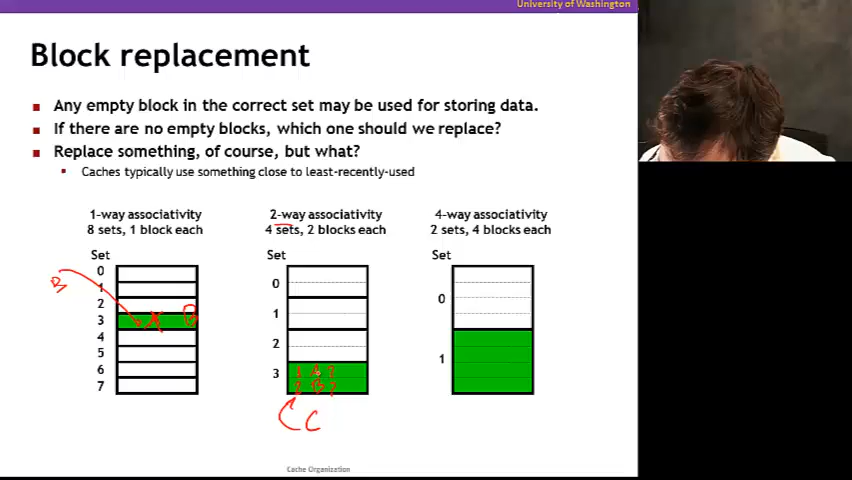 University of Washington
Block replacement
Any empty block in the correct set may be used for storing data.
If there are no empty blocks, which one should we replace?
Replace something, of course, but what?
Caches typically use something close to least-recently-used
1-way associativity
8 sets, 1 block each
2-way associativity
4 sets, 2 blocks each
4-way associativity
2 sets, 4 blocks each
Set
0
1
2
3
4
5
6
7
B
B
Set
0
1
2
3
1 A ?
2 B ?
C
Set
0
1
Cache Organization